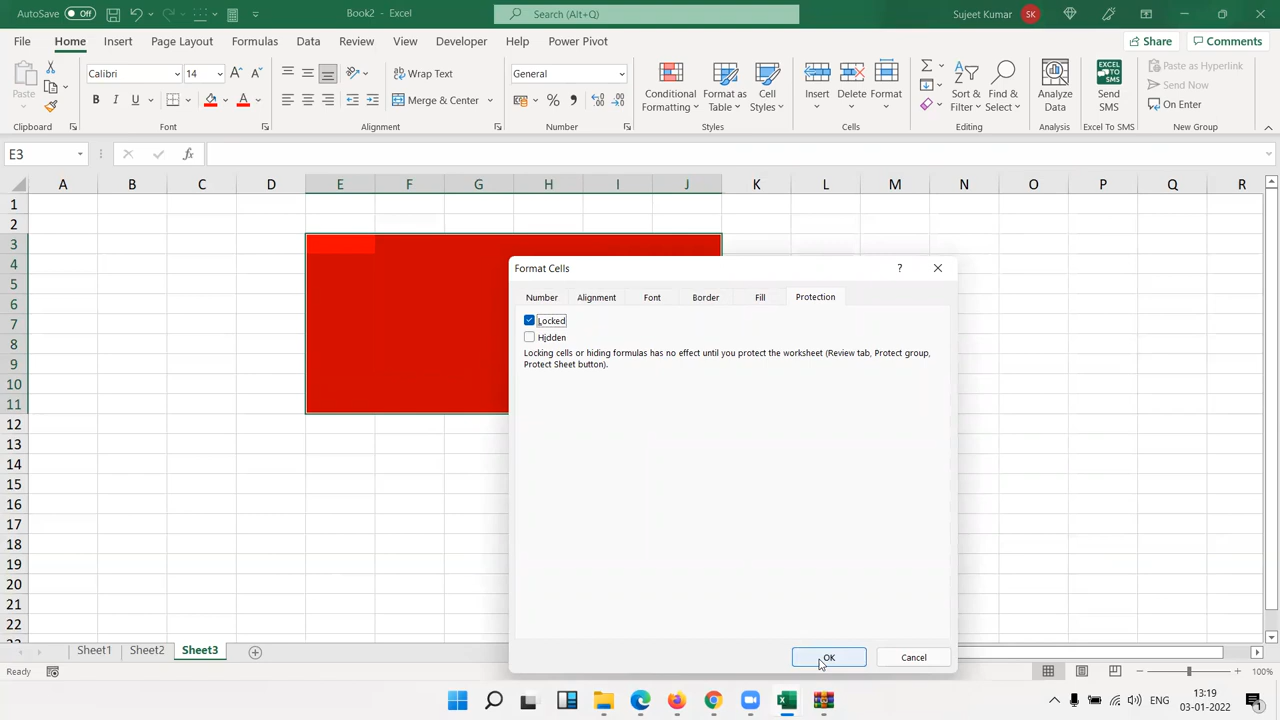 AutoSave Off Book2 - Excel Search (Alt+Q) Sujeet Kumar SK
File Home Insert Page Layout Formulas Data Review View Developer Help Power Pivot Share Comments
Paste Calibri 14 Wrap Text General Conditional Formatting Format as Table Cell Styles Insert Delete Format Sort & Filter Find & Select Analyze Data Send SMS Paste as Hyperlink
B I U A Merge & Center % Send Now
On Enter
Clipboard Font Alignment Number Styles Cells Editing Analysis Excel To SMS New Group
E3 fx
A B C D E F G H I J K L M N O P Q R
1
2
3
4
5
6
7
8
9
10
11
12
13
14
15
16
17
18
19
20
21
22
Format Cells ?
Number Alignment Font Border Fill Protection
Locked
Hidden
Locking cells or hiding formulas has no effect until you protect the worksheet (Review tab, Protect group,
Protect Sheet button).
OK Cancel
Sheet1 Sheet2 Sheet3
Ready 100%
ENG 13:19
03-01-2022 1